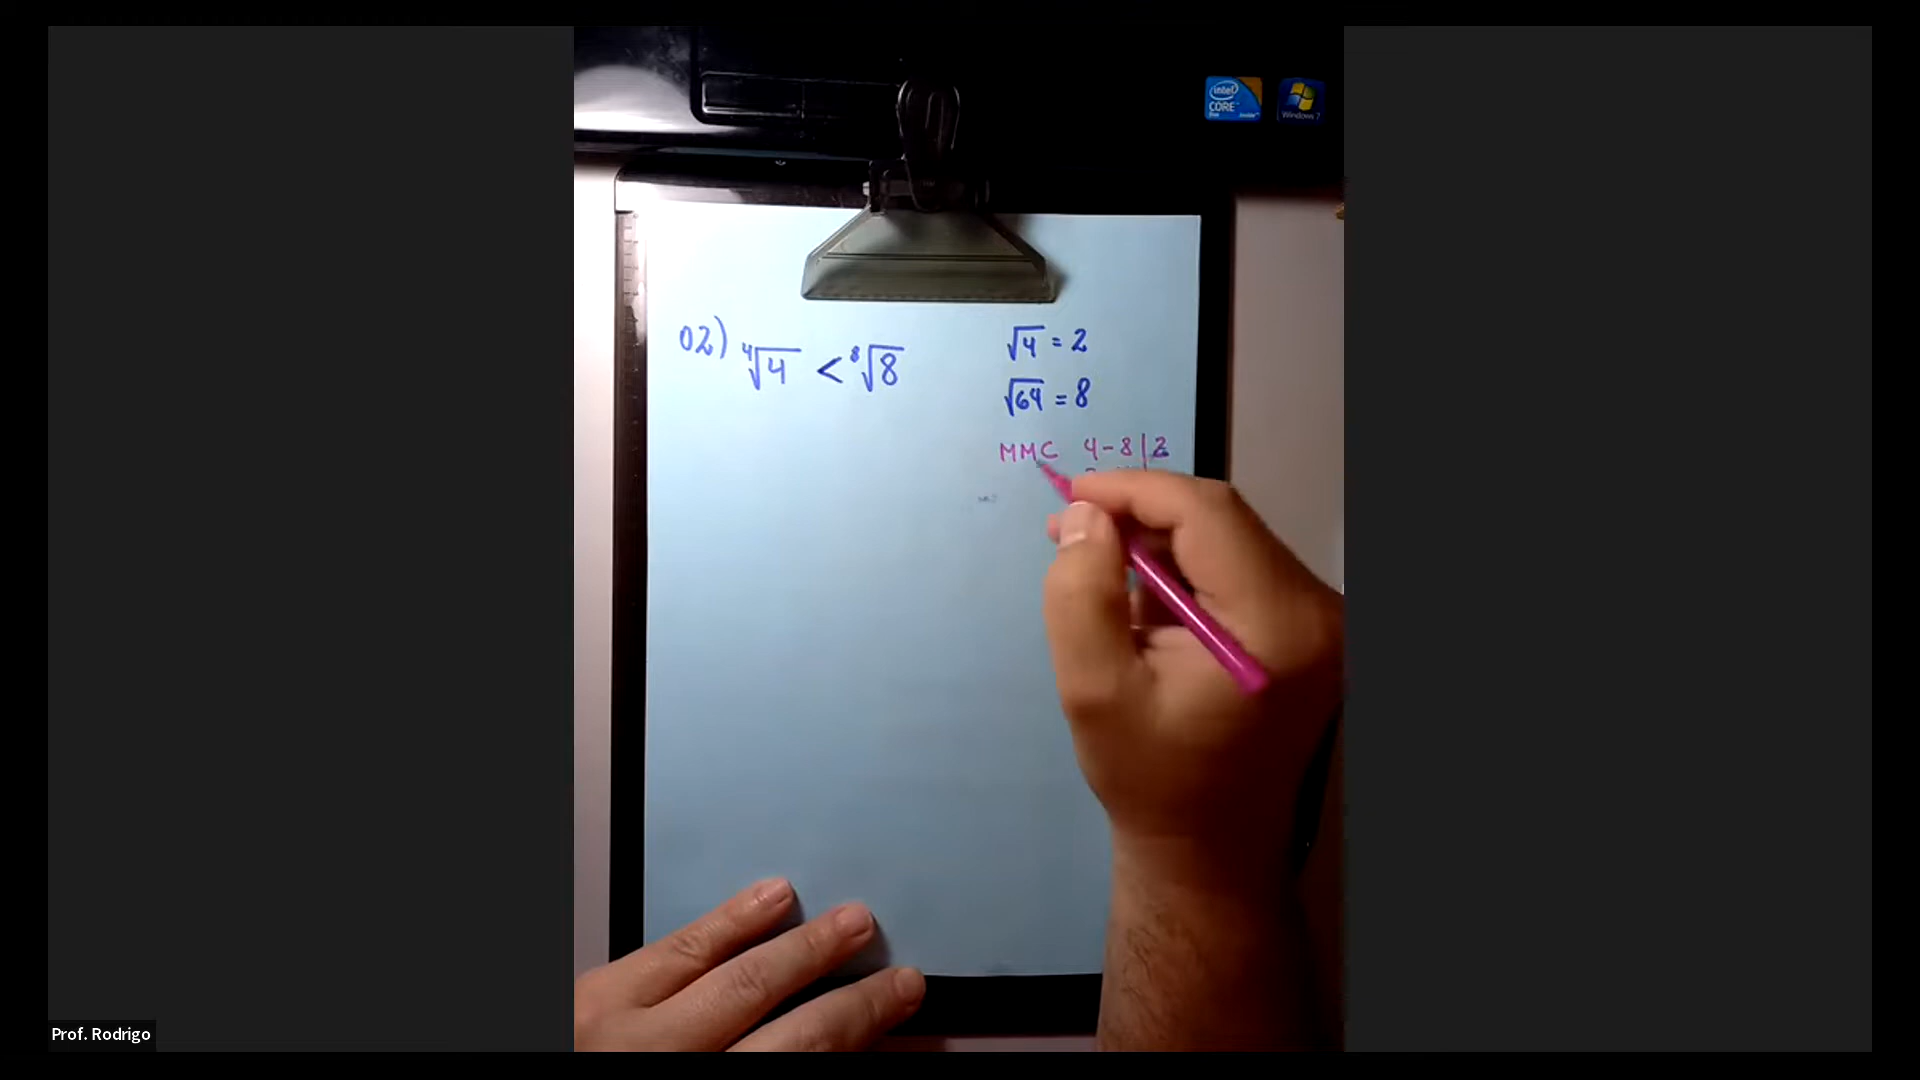 intel
CORE
inside
Windows 7
02) ⁴√4 < ⁸√8
√4 = 2
√64 = 8
MMC 4-8|2
Prof. Rodrigo